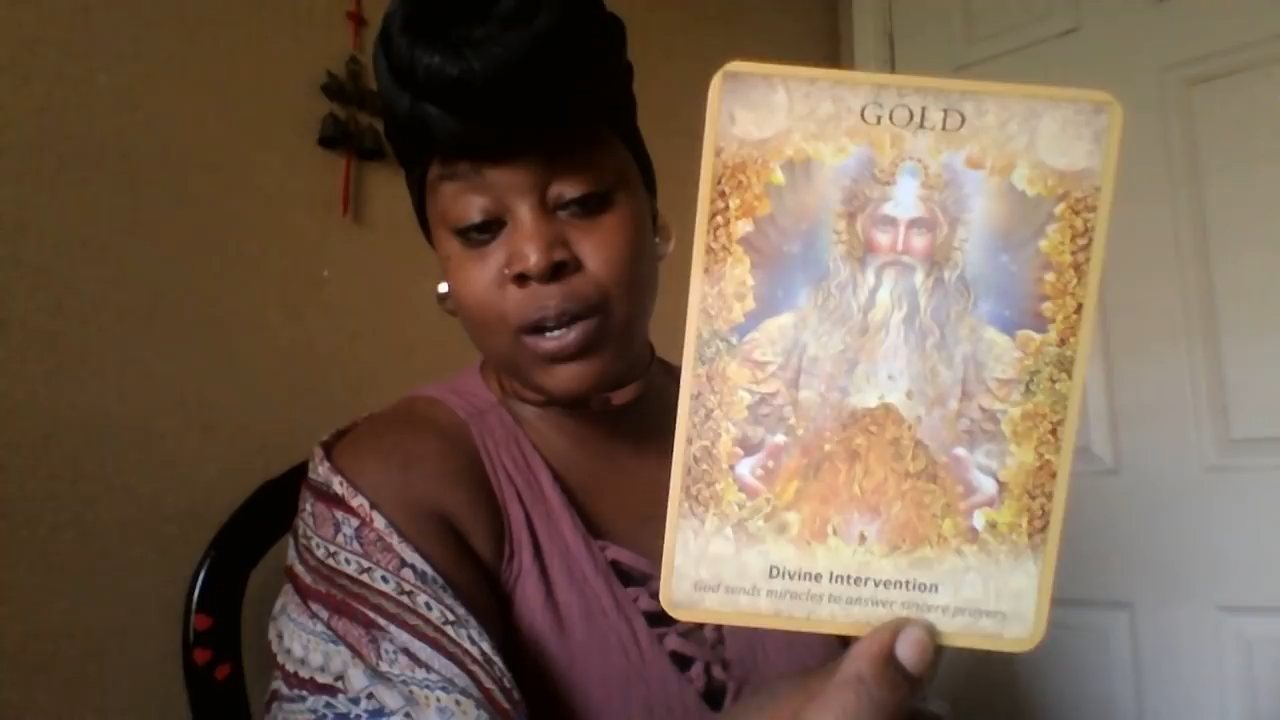 GOLD
Divine Intervention
God sends miracles to answer sincere prayers